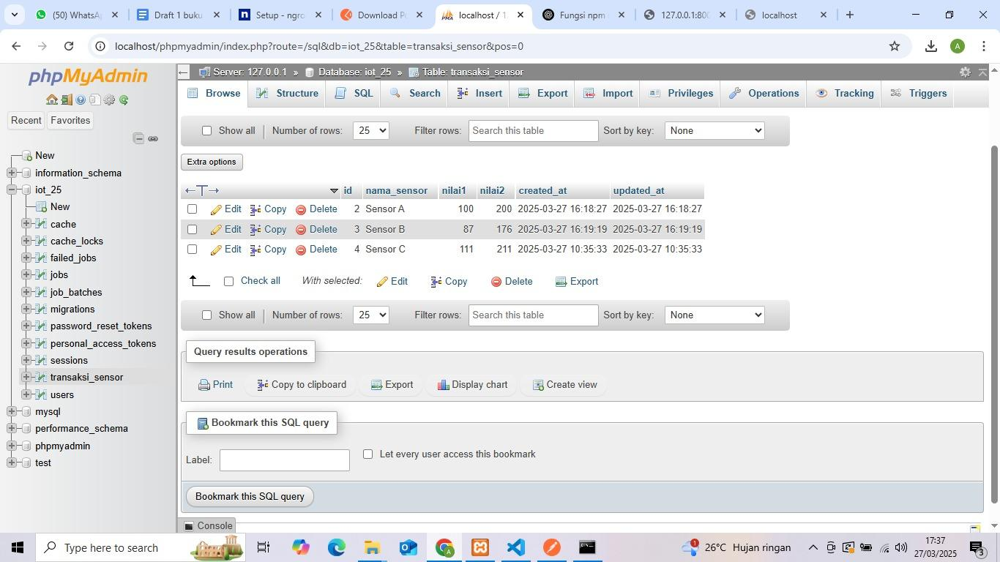 (50) WhatsA
Draft 1 buku
Setup - ngro
Download Po
localhost / 1
Fungsi npm
127.0.0.1:800
localhost
localhost/phpmyadmin/index.php?route=/sql&db=iot_25&table=transaksi_sensor&pos=0
A
phpMyAdmin
Recent
Favorites
New
information_schema
iot_25
New
cache
cache_locks
failed_jobs
jobs
job_batches
migrations
password_reset_tokens
personal_access_tokens
sessions
transaksi_sensor
users
mysql
performance_schema
phpmyadmin
test
Server: 127.0.0.1 » Database: iot_25 » Table: transaksi_sensor
Browse Structure SQL Search Insert Export Import Privileges Operations Tracking Triggers
Show all Number of rows: 25 Filter rows: Search this table Sort by key: None
Extra options
id nama_sensor nilai1 nilai2 created_at updated_at
Edit Copy Delete 2 Sensor A 100 200 2025-03-27 16:18:27 2025-03-27 16:18:27
Edit Copy Delete 3 Sensor B 87 176 2025-03-27 16:19:19 2025-03-27 16:19:19
Edit Copy Delete 4 Sensor C 111 211 2025-03-27 10:35:33 2025-03-27 10:35:33
Check all With selected: Edit Copy Delete Export
Show all Number of rows: 25 Filter rows: Search this table Sort by key: None
Query results operations
Print Copy to clipboard Export Display chart Create view
Bookmark this SQL query
Label: Let every user access this bookmark
Bookmark this SQL query
Console
Type here to search
1
26°C Hujan ringan
17:37
27/03/2025
3